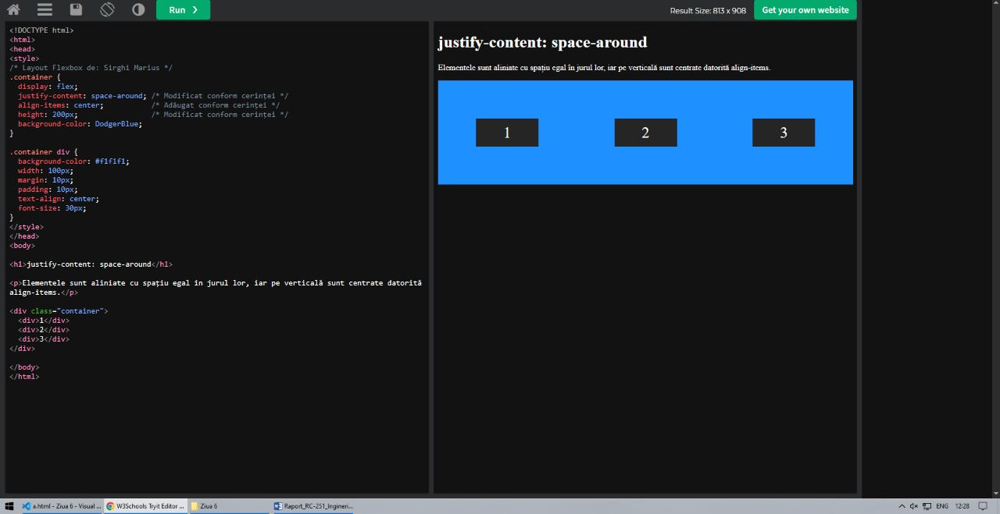 Run ❯
Result Size: 813 x 908
Get your own website
<!DOCTYPE html>
<html>
<head>
<style>
/* Layout Flexbox de: Sirghi Marius */
.container {
  display: flex;
  justify-content: space-around; /* Modificat conform cerinței */
  align-items: center;           /* Adăugat conform cerinței */
  height: 200px;                 /* Modificat conform cerinței */
  background-color: DodgerBlue;
}
.container div {
  background-color: #f1f1f1;
  width: 100px;
  margin: 10px;
  padding: 10px;
  text-align: center;
  font-size: 30px;
}
</style>
</head>
<body>
<h1>justify-content: space-around</h1>
<p>Elementele sunt aliniate cu spațiu egal în jurul lor, iar pe verticală sunt centrate datorită
align-items.</p>
<div class="container">
  <div>1</div>
  <div>2</div>
  <div>3</div>
</div>
</body>
</html>
justify-content: space-around
Elementele sunt aliniate cu spațiu egal în jurul lor, iar pe verticală sunt centrate datorită align-items.
1
2
3
a.html - Ziua 6 - Visual ...
W3Schools Tryit Editor ...
Ziua 6
Raport_RC-251_Ingineri...
ENG
12:28